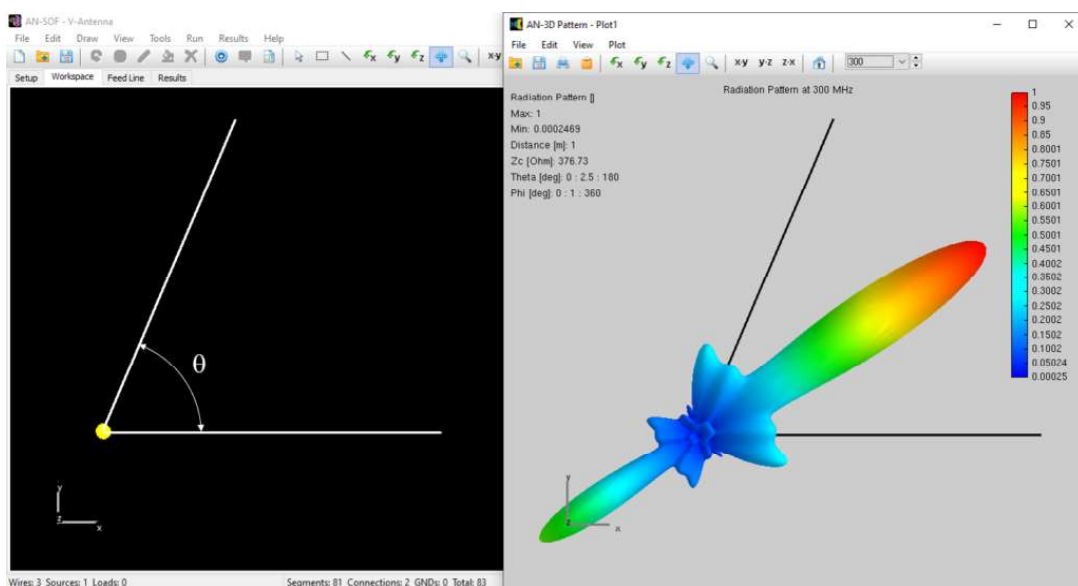 AN-SOF - V-Antenna
File Edit Draw View Tools Run Results Help
x y z x-y
Setup Workspace Feed Line Results
θ
y
z x
Wires: 3 Sources: 1 Loads: 0 Segments: 81 Connections: 2 GNDs: 0 Total: 83
AN-3D Pattern - Plot1
File Edit View Plot
x y z x-y y-z z-x 300
Radiation Pattern at 300 MHz
Radiation Pattern []
Max: 1
Min: 0.0002469
Distance [m]: 1
Zc [Ohm]: 376.73
Theta [deg]: 0 : 2.5 : 180
Phi [deg]: 0 : 1 : 360
1
0.95
0.9
0.85
0.8001
0.7501
0.7001
0.6501
0.6001
0.5501
0.5001
0.4501
0.4002
0.3502
0.3002
0.2502
0.2002
0.1502
0.1002
0.05024
0.00025
y
z x